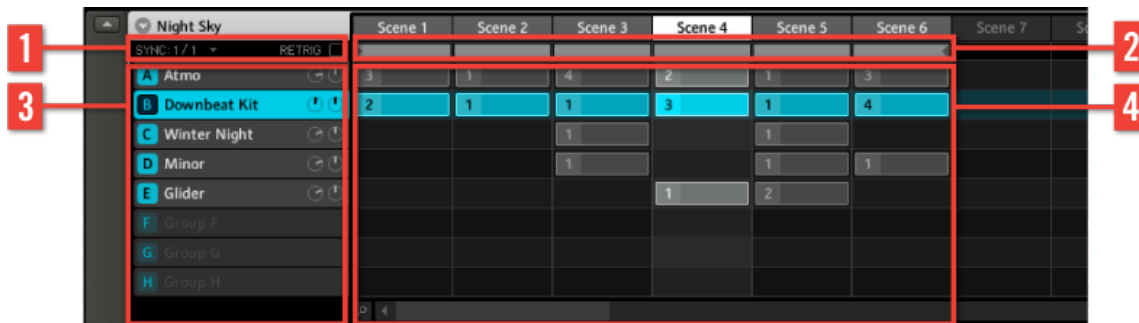 Night Sky Scene 1 Scene 2 Scene 3 Scene 4 Scene 5 Scene 6 Scene 7
1 SYNC: 1/1 RETRIG 2
A Atmo 3 1 4 2 1 3
3 B Downbeat Kit 2 1 1 3 1 4 4
C Winter Night 1 1
D Minor 1 1 1
E Glider 1 2
F Group F
G Group G
H Group H